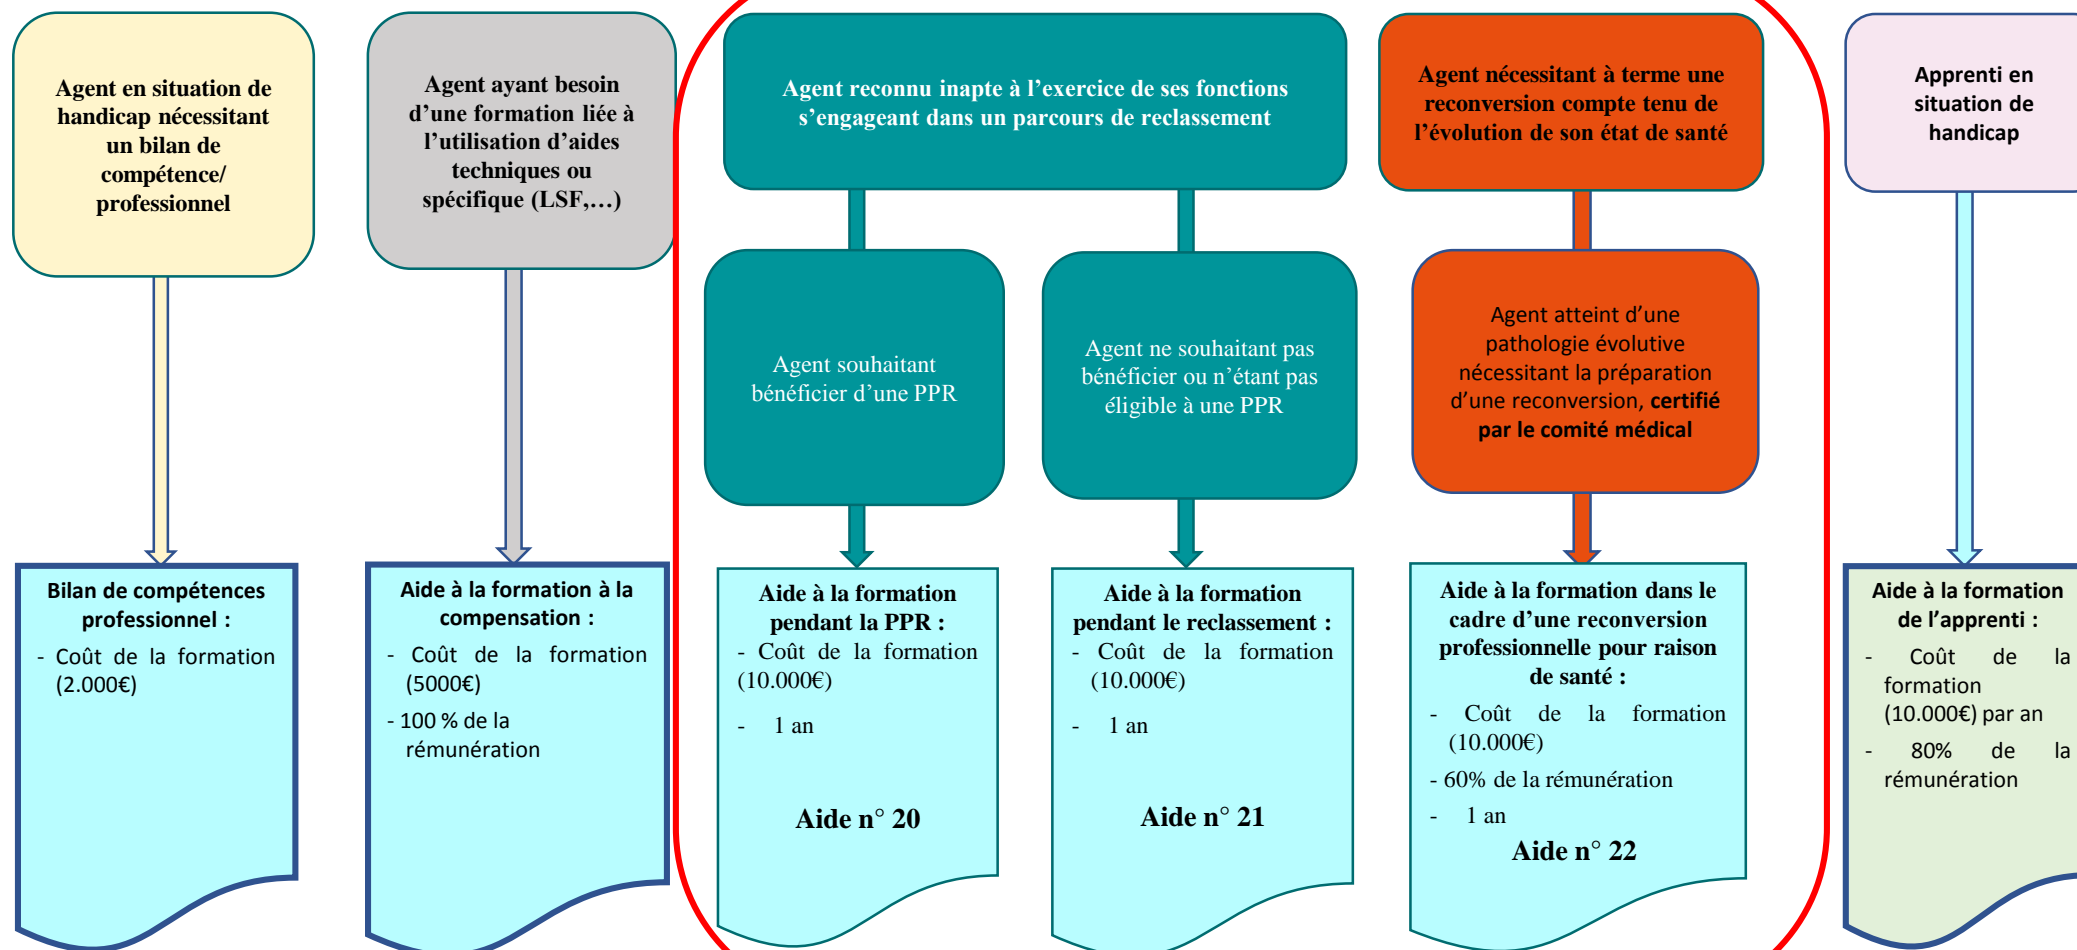 Agent en situation de
handicap nécessitant
un bilan de
compétence/
professionnel
Agent ayant besoin
d’une formation liée à
l’utilisation d’aides
techniques ou
spécifique (LSF,…)
Agent reconnu inapte à l’exercice de ses fonctions
s’engageant dans un parcours de reclassement
Agent nécessitant à terme une
reconversion compte tenu de
l’évolution de son état de santé
Apprenti en
situation de
handicap
Agent souhaitant
bénéficier d’une PPR
Agent ne souhaitant pas
bénéficier ou n’étant pas
éligible à une PPR
Agent atteint d’une
pathologie évolutive
nécessitant la préparation
d’une reconversion, certifié
par le comité médical
Bilan de compétences
professionnel :
- Coût de la formation
(2.000€)
Aide à la formation à la
compensation :
- Coût de la formation
(5000€)
- 100 % de la
rémunération
Aide à la formation
pendant la PPR :
- Coût de la formation
(10.000€)
- 1 an
Aide n° 20
Aide à la formation
pendant le reclassement :
- Coût de la formation
(10.000€)
- 1 an
Aide n° 21
Aide à la formation dans le
cadre d’une reconversion
professionnelle pour raison
de santé :
- Coût de la formation
(10.000€)
- 60% de la rémunération
- 1 an
Aide n° 22
Aide à la formation
de l’apprenti :
- Coût de la
formation
(10.000€) par an
- 80% de la
rémunération